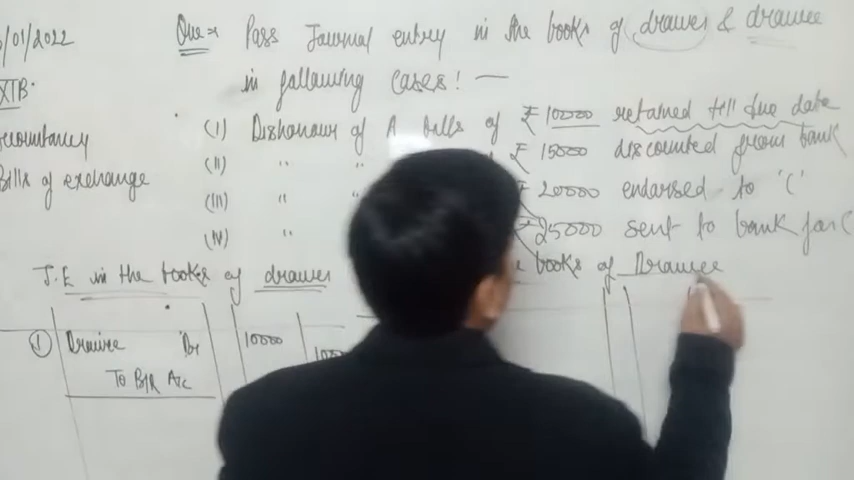 /01/2022
Que→ Pass Journal entry in the books of drawer & drawee
in following cases! —
XIB.
Accountancy
Bills of exchange
(I) Dishonour of A bills of ₹10000 retained till due date
(II) " " ₹ 15000 discounted from bank
(III) " " ₹ 20000 endorsed to 'C'
(IV) " ₹25000 sent to bank for C
J.E in the books of drawer
books of Drawee
① Drawee Dr 10000
To B/R A/c 1000